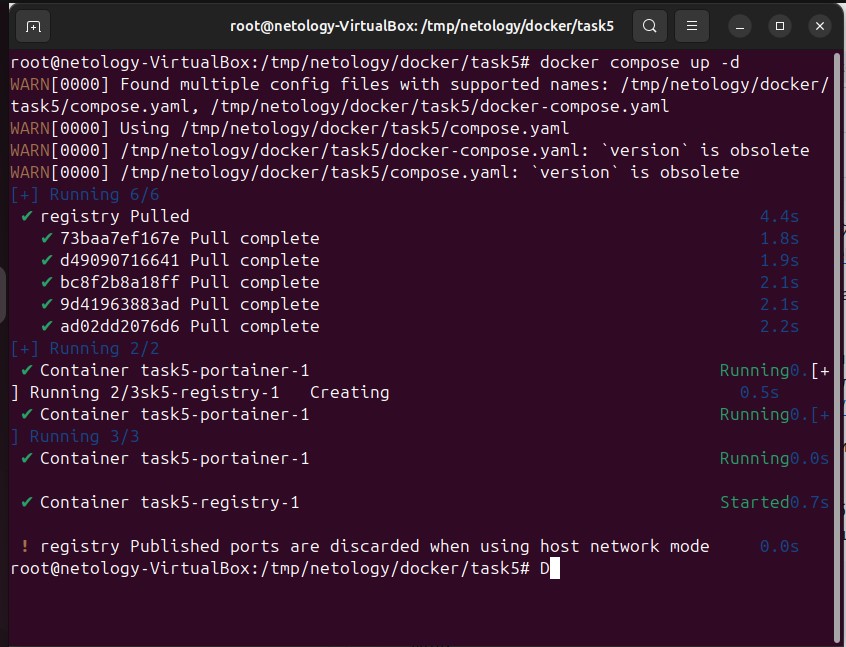 root@netology-VirtualBox: /tmp/netology/docker/task5
root@netology-VirtualBox:/tmp/netology/docker/task5# docker compose up -d
WARN[0000] Found multiple config files with supported names: /tmp/netology/docker/
task5/compose.yaml, /tmp/netology/docker/task5/docker-compose.yaml
WARN[0000] Using /tmp/netology/docker/task5/compose.yaml
WARN[0000] /tmp/netology/docker/task5/docker-compose.yaml: `version` is obsolete
WARN[0000] /tmp/netology/docker/task5/compose.yaml: `version` is obsolete
[+] Running 6/6
✔ registry Pulled 4.4s
✔ 73baa7ef167e Pull complete 1.8s
✔ d49090716641 Pull complete 1.9s
✔ bc8f2b8a18ff Pull complete 2.1s
✔ 9d41963883ad Pull complete 2.1s
✔ ad02dd2076d6 Pull complete 2.2s
[+] Running 2/2
✔ Container task5-portainer-1 Running0.[+
] Running 2/3sk5-registry-1 Creating 0.5s
✔ Container task5-portainer-1 Running0.[+
] Running 3/3
✔ Container task5-portainer-1 Running0.0s
✔ Container task5-registry-1 Started0.7s
! registry Published ports are discarded when using host network mode 0.0s
root@netology-VirtualBox:/tmp/netology/docker/task5# D